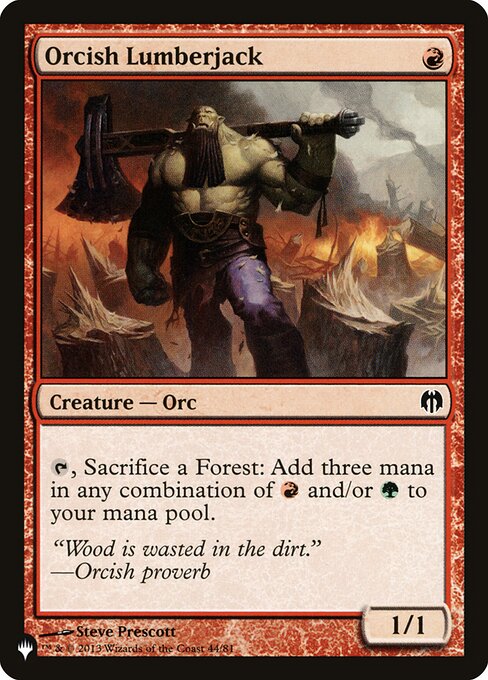 Orcish Lumberjack
Creature — Orc
, Sacrifice a Forest: Add three mana
in any combination of and/or to
your mana pool.
“Wood is wasted in the dirt.”
—Orcish proverb
Steve Prescott
1/1
™ & © 2013 Wizards of the Coast 44/81